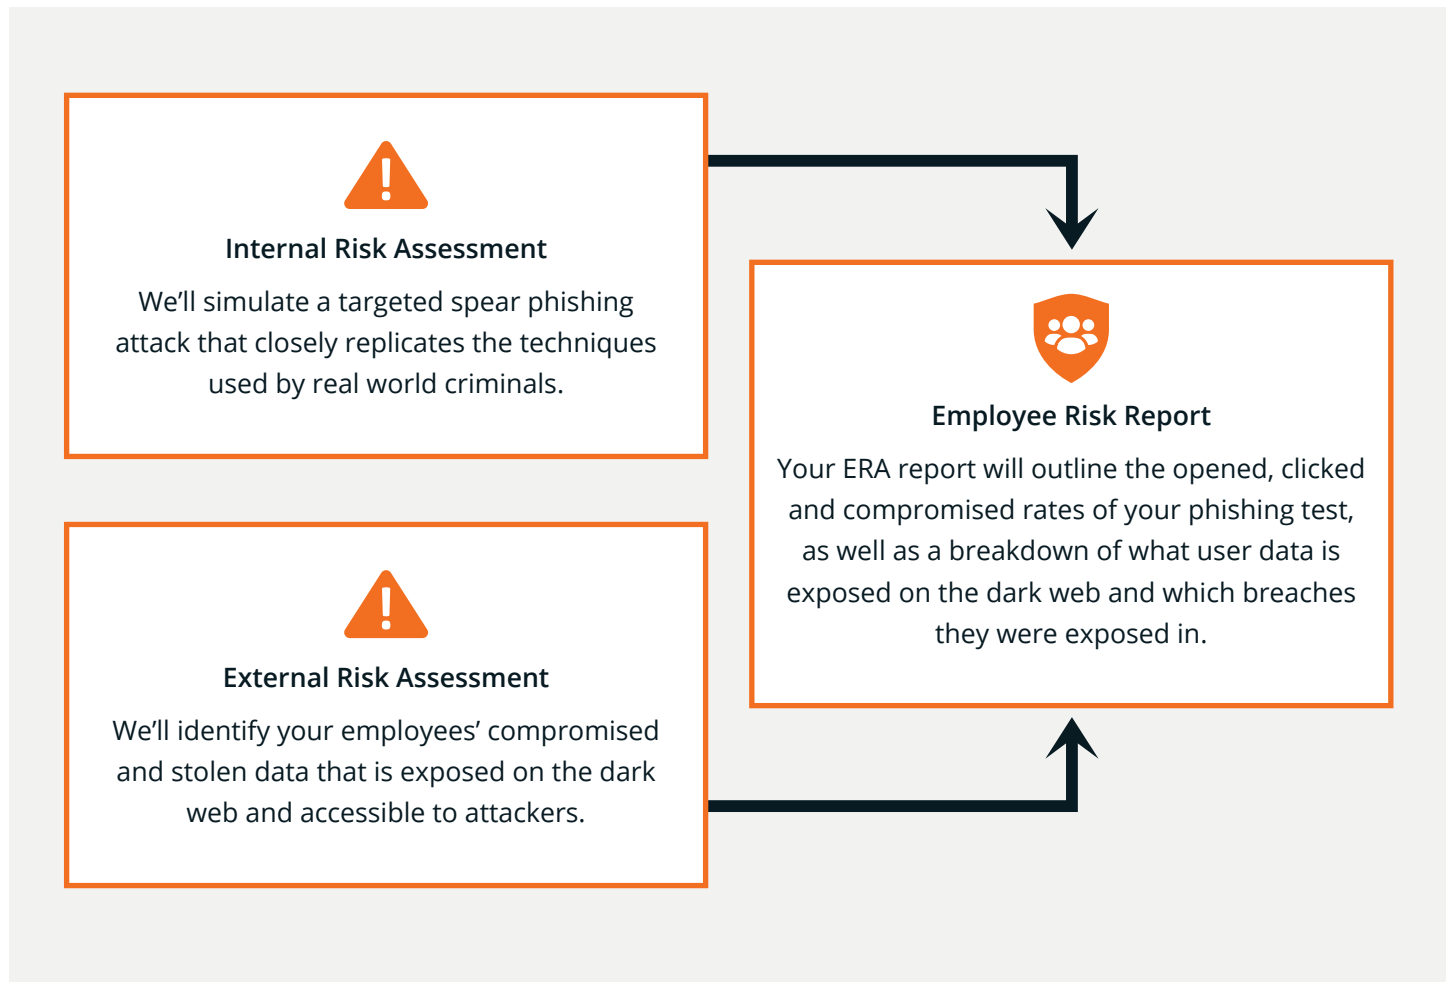 Internal Risk Assessment
We’ll simulate a targeted spear phishing
attack that closely replicates the techniques
used by real world criminals.
External Risk Assessment
We’ll identify your employees’ compromised
and stolen data that is exposed on the dark
web and accessible to attackers.
Employee Risk Report
Your ERA report will outline the opened, clicked
and compromised rates of your phishing test,
as well as a breakdown of what user data is
exposed on the dark web and which breaches
they were exposed in.